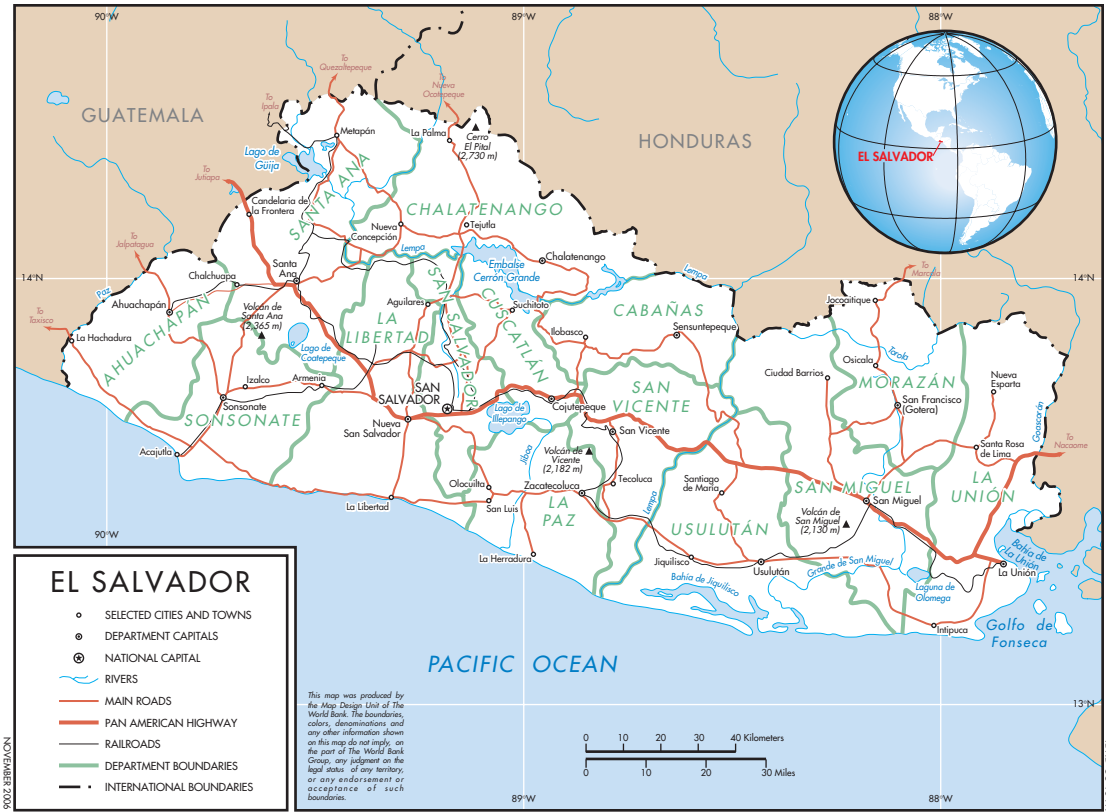 90°W
89°W
88°W
To
Quezaltepeque
To
Nueva
Ocotepeque
To
Ipala
GUATEMALA
HONDURAS
Metapán
La Palma
Cerro
El Pital
(2,730 m)
Lago de
Güija
EL SALVADOR
To
Jutiapa
SANTA ANA
Candelaria de
la Frontera
CHALATENANGO
Nueva
Concepción
Tejutla
To
Jalpatagua
Lempa
Embalse
Cerrón Grande
Chalatenango
Santa
Ana
Lempa
To
Marcala
14°N
14°N
Chalchuapa
Paz
Ahuachapán
Volcán de
Santa Ana
(2,365 m)
Aguilares
Suchitoto
CABAÑAS
Jocoaitique
To
Taxisco
AHUACHAPÁN
LA
LIBERTAD
SAN SALVADOR
CUSCATLÁN
Ilobasco
Sensuntepeque
La Hachadura
Lago de
Coatepeque
Torola
Osicala
Ciudad Barrios
MORAZÁN
Nueva
Esparta
Izalco
Armenia
SAN
SALVADOR
SAN
VICENTE
San Francisco
(Gotera)
Goascorán
Sonsonate
SONSONATE
Nueva
San Salvador
Lago de
Illepango
Cojutepeque
San Vicente
To
Nacaome
Acajutla
Jiboa
Volcán de
Vicente
(2,182 m)
Santa Rosa
de Lima
Olocuilta
Zacatecoluca
Tecoluca
Santiago
de María
SAN MIGUEL
LA
UNIÓN
La Libertad
San Luis
LA
PAZ
Lempa
San Miguel
Volcán de
San Miguel
(2,130 m)
USULUTÁN
90°W
La Herradura
Jiquilisco
Usulután
Grande de San Miguel
Bahía de
La Unión
La Unión
Bahía de Jiquilisco
Laguna de
Olomega
Intipuca
Golfo de
Fonseca
PACIFIC OCEAN
13°N
EL SALVADOR
SELECTED CITIES AND TOWNS
DEPARTMENT CAPITALS
NATIONAL CAPITAL
RIVERS
MAIN ROADS
PAN AMERICAN HIGHWAY
RAILROADS
DEPARTMENT BOUNDARIES
INTERNATIONAL BOUNDARIES
This map was produced by
the Map Design Unit of The
World Bank. The boundaries,
colors, denominations and
any other information shown
on this map do not imply, on
the part of The World Bank
Group, any judgment on the
legal status of any territory,
or any endorsement or
acceptance of such
boundaries.
0 10 20 30 40 Kilometers
0 10 20 30 Miles
89°W
88°W
NOVEMBER 2006